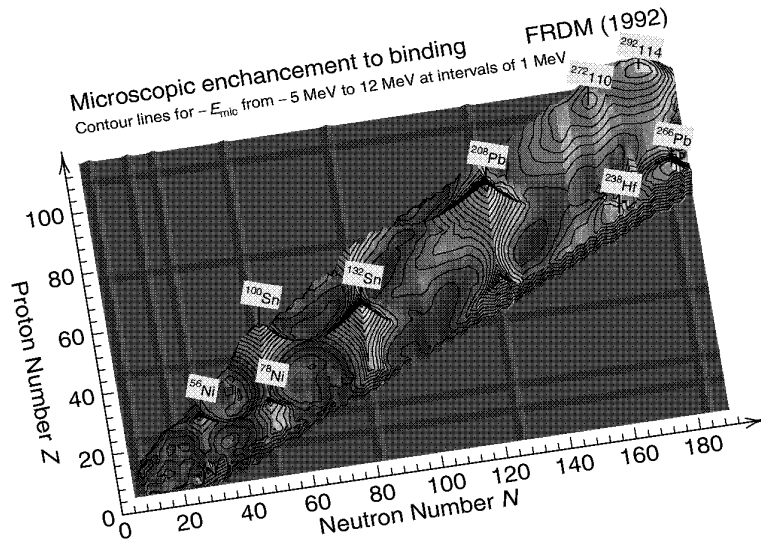 FRDM (1992)
Microscopic enchancement to binding
Contour lines for – E_mic from – 5 MeV to 12 MeV at intervals of 1 MeV
²⁹²114
²⁷²110
²⁶⁶Pb
²⁰⁸Pb
²³⁸Hf
¹³²Sn
¹⁰⁰Sn
⁷⁸Ni
⁵⁶Ni
Proton Number Z
100
80
60
40
20
0
0
20
40
60
80
100
120
140
160
180
Neutron Number N